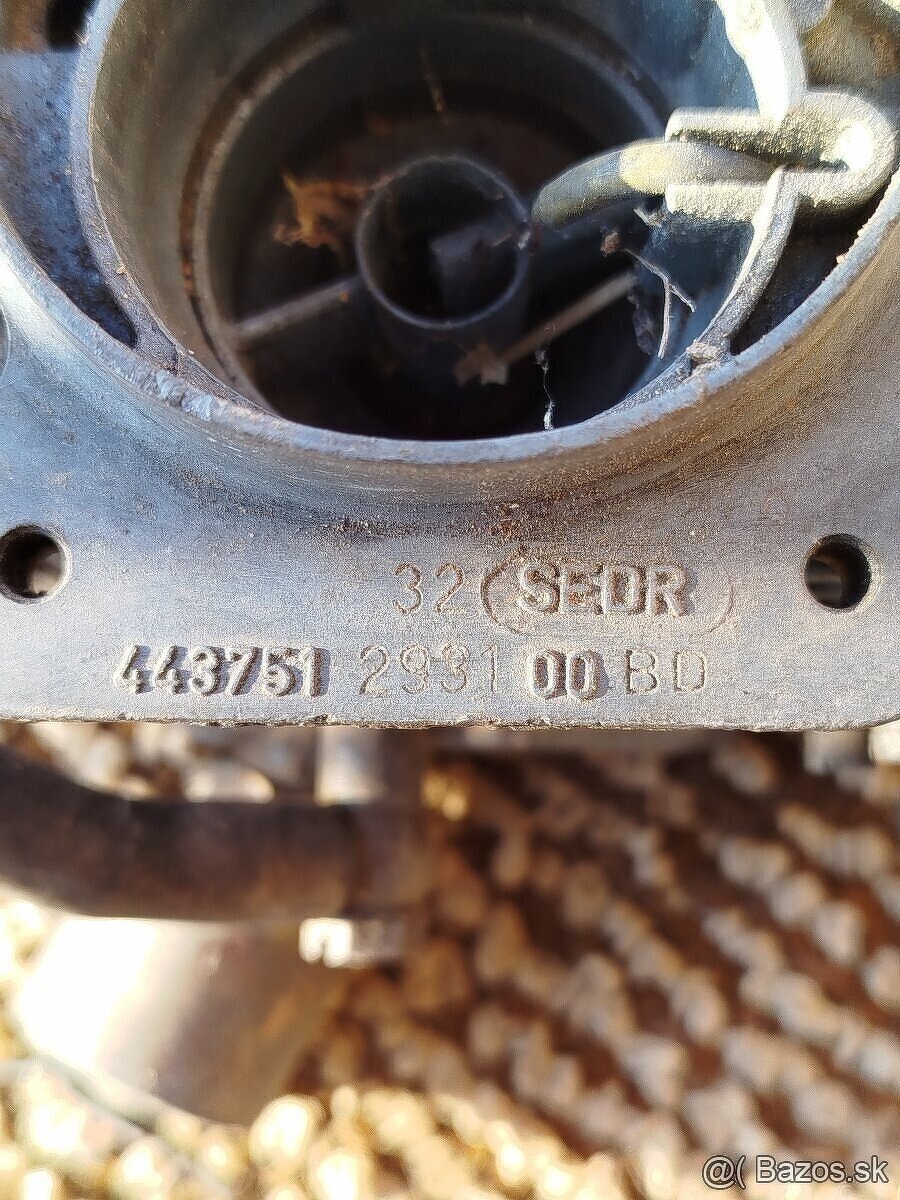 32 SEDR
443751 2931 00 BD
@( Bazos.sk